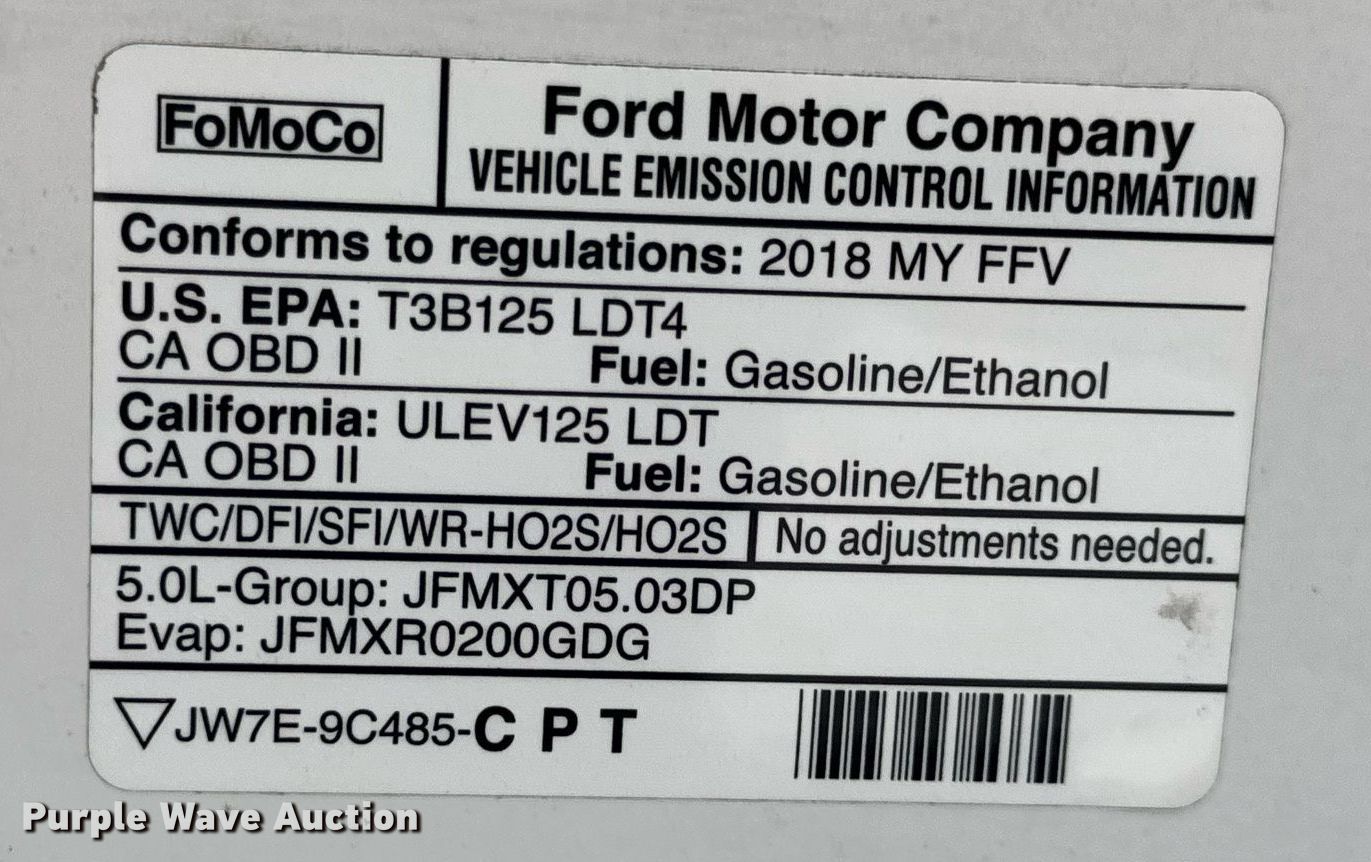 FoMoCo
Ford Motor Company
VEHICLE EMISSION CONTROL INFORMATION
Conforms to regulations: 2018 MY FFV
U.S. EPA: T3B125 LDT4
CA OBD II Fuel: Gasoline/Ethanol
California: ULEV125 LDT
CA OBD II Fuel: Gasoline/Ethanol
TWC/DFI/SFI/WR-HO2S/HO2S No adjustments needed.
5.0L-Group: JFMXT05.03DP
Evap: JFMXR0200GDG
▽JW7E-9C485-C P T
Purple Wave Auction